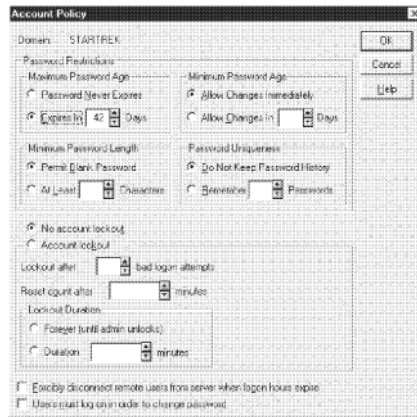 Account Policy
Domain: STARTREK
OK
Cancel
Help
Password Restrictions
Maximum Password Age
Password Never Expires
Expires In 42 Days
Minimum Password Age
Allow Changes Immediately
Allow Changes In Days
Minimum Password Length
Permit Blank Password
At Least Characters
Password Uniqueness
Do Not Keep Password History
Remember Passwords
No account lockout
Account lockout
Lockout after bad logon attempts
Reset count after minutes
Lockout Duration
Forever (until admin unlocks)
Duration minutes
Forcibly disconnect remote users from server when logon hours expire
Users must log on in order to change password